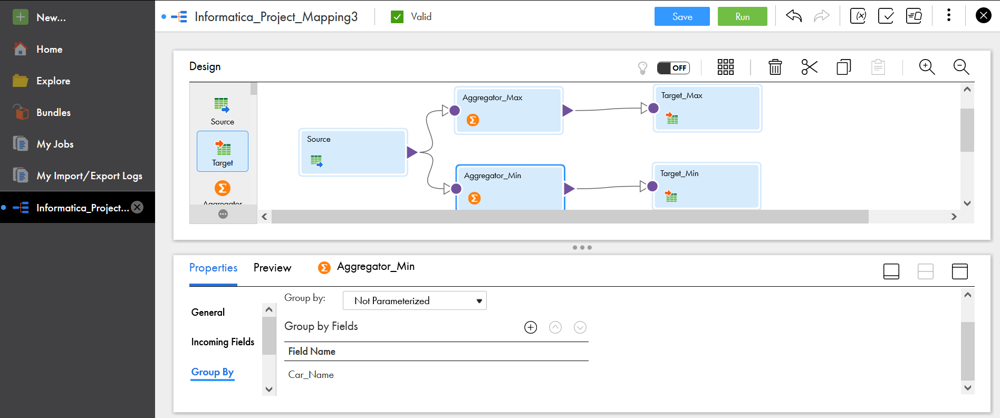 New...
Home
Explore
Bundles
My Jobs
My Import/Export Logs
Informatica_Project...
Informatica_Project_Mapping3
Valid
Save
Run
Design
OFF
Source
Target
Aggregator
Source
Aggregator_Max
Target_Max
Aggregator_Min
Target_Min
Properties
Preview
Aggregator_Min
General
Incoming Fields
Group By
Group by:
Not Parameterized
Group by Fields
Field Name
Car_Name